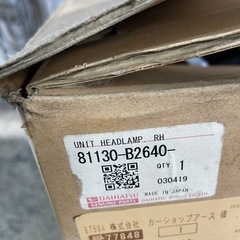 UNIT HEADLAMP, RH
81130-B2640-
QTY
1
030419
MADE IN JAPAN
DAIHATSU
GENUINE PARTS
株式会社
カーショップアース 様
77848